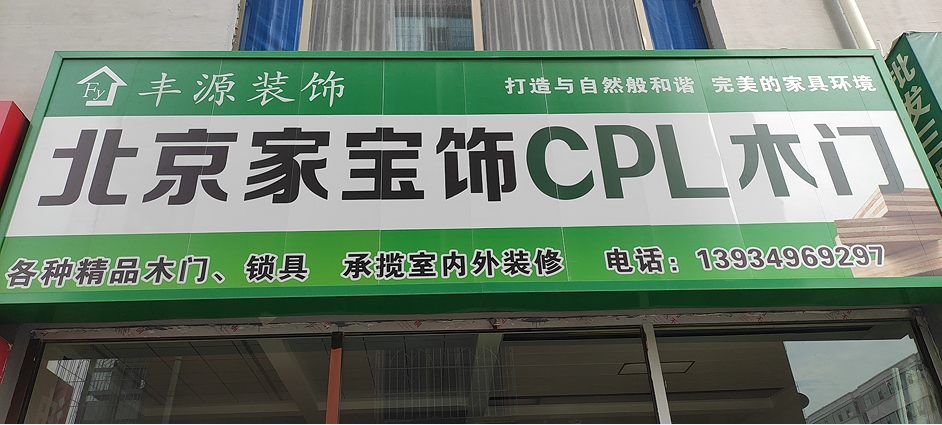 Fy 丰源装饰 打造与自然般和谐 完美的家具环境
北京家宝饰CPL木门
各种精品木门、锁具 承揽室内外装修 电话：13934969297
批发